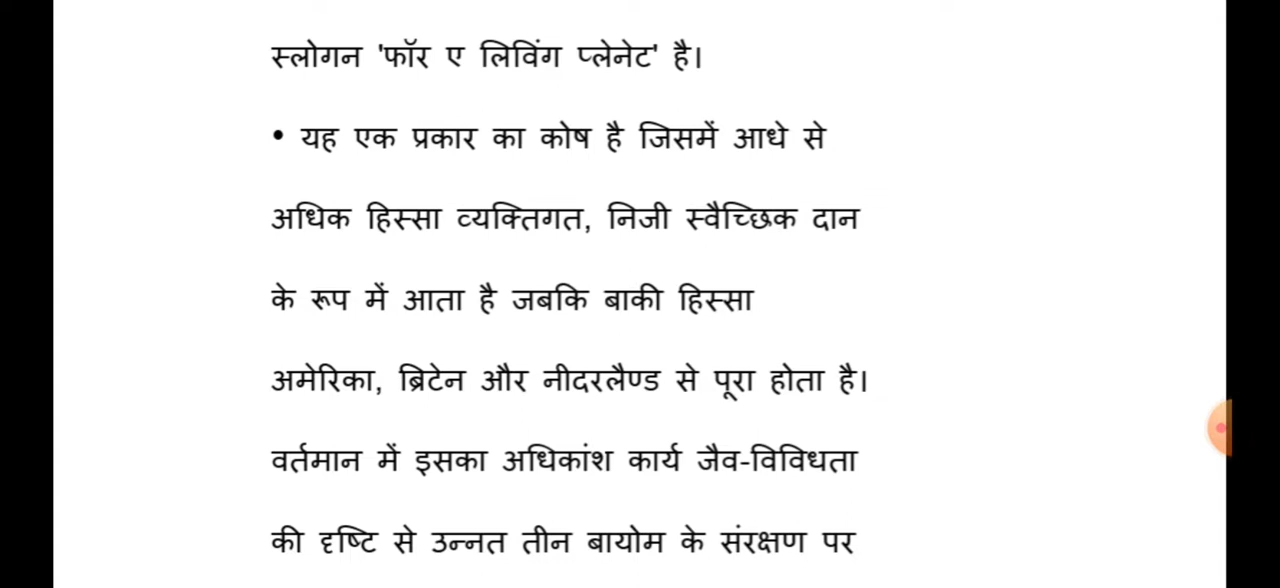 स्लोगन 'फॉर ए लिविंग प्लेनेट' है।
• यह एक प्रकार का कोष है जिसमें आधे से
अधिक हिस्सा व्यक्तिगत, निजी स्वैच्छिक दान
के रूप में आता है जबकि बाकी हिस्सा
अमेरिका, ब्रिटेन और नीदरलैण्ड से पूरा होता है।
वर्तमान में इसका अधिकांश कार्य जैव-विविधता
की दृष्टि से उन्नत तीन बायोम के संरक्षण पर